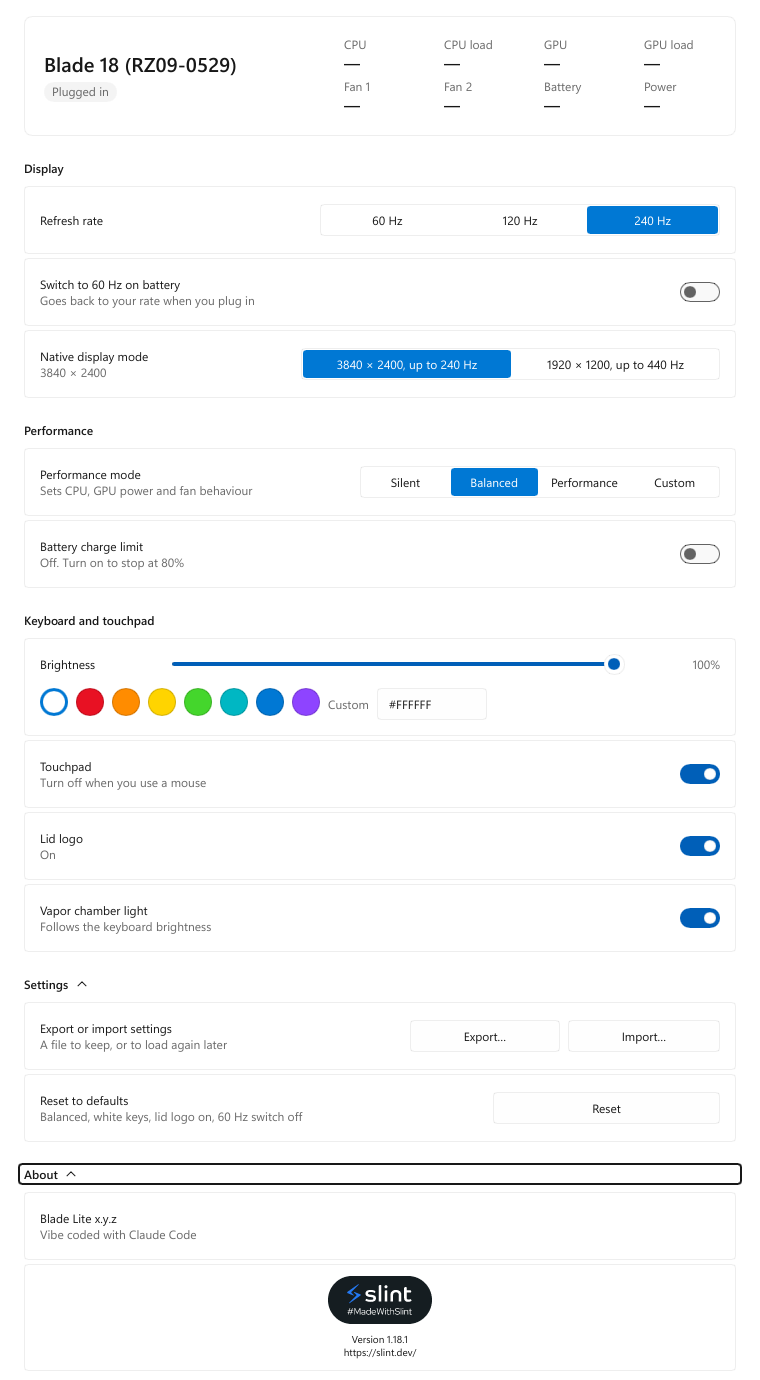 Blade 18 (RZ09-0529)
Plugged in
CPU
CPU load
GPU
GPU load
—
—
—
—
Fan 1
Fan 2
Battery
Power
—
—
—
—
Display
Refresh rate
60 Hz
120 Hz
240 Hz
Switch to 60 Hz on battery
Goes back to your rate when you plug in
Native display mode
3840 × 2400
3840 × 2400, up to 240 Hz
1920 × 1200, up to 440 Hz
Performance
Performance mode
Sets CPU, GPU power and fan behaviour
Silent
Balanced
Performance
Custom
Battery charge limit
Off. Turn on to stop at 80%
Keyboard and touchpad
Brightness
100%
Custom
#FFFFFF
Touchpad
Turn off when you use a mouse
Lid logo
On
Vapor chamber light
Follows the keyboard brightness
Settings
Export or import settings
A file to keep, or to load again later
Export...
Import...
Reset to defaults
Balanced, white keys, lid logo on, 60 Hz switch off
Reset
About
Blade Lite x.y.z
Vibe coded with Claude Code
slint
#MadeWithSlint
Version 1.18.1
https://slint.dev/